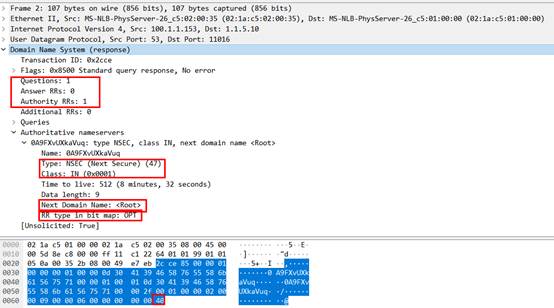 Frame 2: 107 bytes on wire (856 bits), 107 bytes captured (856 bits)
Ethernet II, Src: MS-NLB-PhysServer-26_c5:02:00:35 (02:1a:c5:02:00:35), Dst: MS-NLB-PhysServer-26_c5:01:00:00 (02:1a:c5:01:00:00)
Internet Protocol Version 4, Src: 100.1.1.153, Dst: 1.1.5.10
User Datagram Protocol, Src Port: 53, Dst Port: 11016
Domain Name System (response)
Transaction ID: 0x2cce
Flags: 0x8500 Standard query response, No error
Questions: 1
Answer RRs: 0
Authority RRs: 1
Additional RRs: 0
Queries
Authoritative nameservers
0A9FXvUXkaVuq: type NSEC, class IN, next domain name <Root>
Name: 0A9FXvUXkaVuq
Type: NSEC (Next Secure) (47)
Class: IN (0x0001)
Time to live: 512 (8 minutes, 32 seconds)
Data length: 9
Next Domain Name: <Root>
RR type in bit map: OPT
[Unsolicited: True]
0000 02 1a c5 01 00 00 02 1a c5 02 00 35 08 00 45 00 ···········5··E·
0010 00 5d 8e c8 00 00 ff 11 c1 22 64 01 01 99 01 01 ·]·······"d·····
0020 05 0a 00 35 2b 08 00 49 e7 eb 2c ce 85 00 00 01 ···5+··I··,·····
0030 00 00 00 01 00 00 0d 30 41 39 46 58 76 55 58 6b ·······0 A9FXvUXk
0040 61 56 75 71 00 00 01 00 01 0d 30 41 39 46 58 76 aVuq······0A9FXv
0050 55 58 6b 61 56 75 71 00 00 2f 00 01 00 00 02 00 UXkaVuq··/······
0060 00 09 00 00 06 00 00 00 00 00 40 ··········@